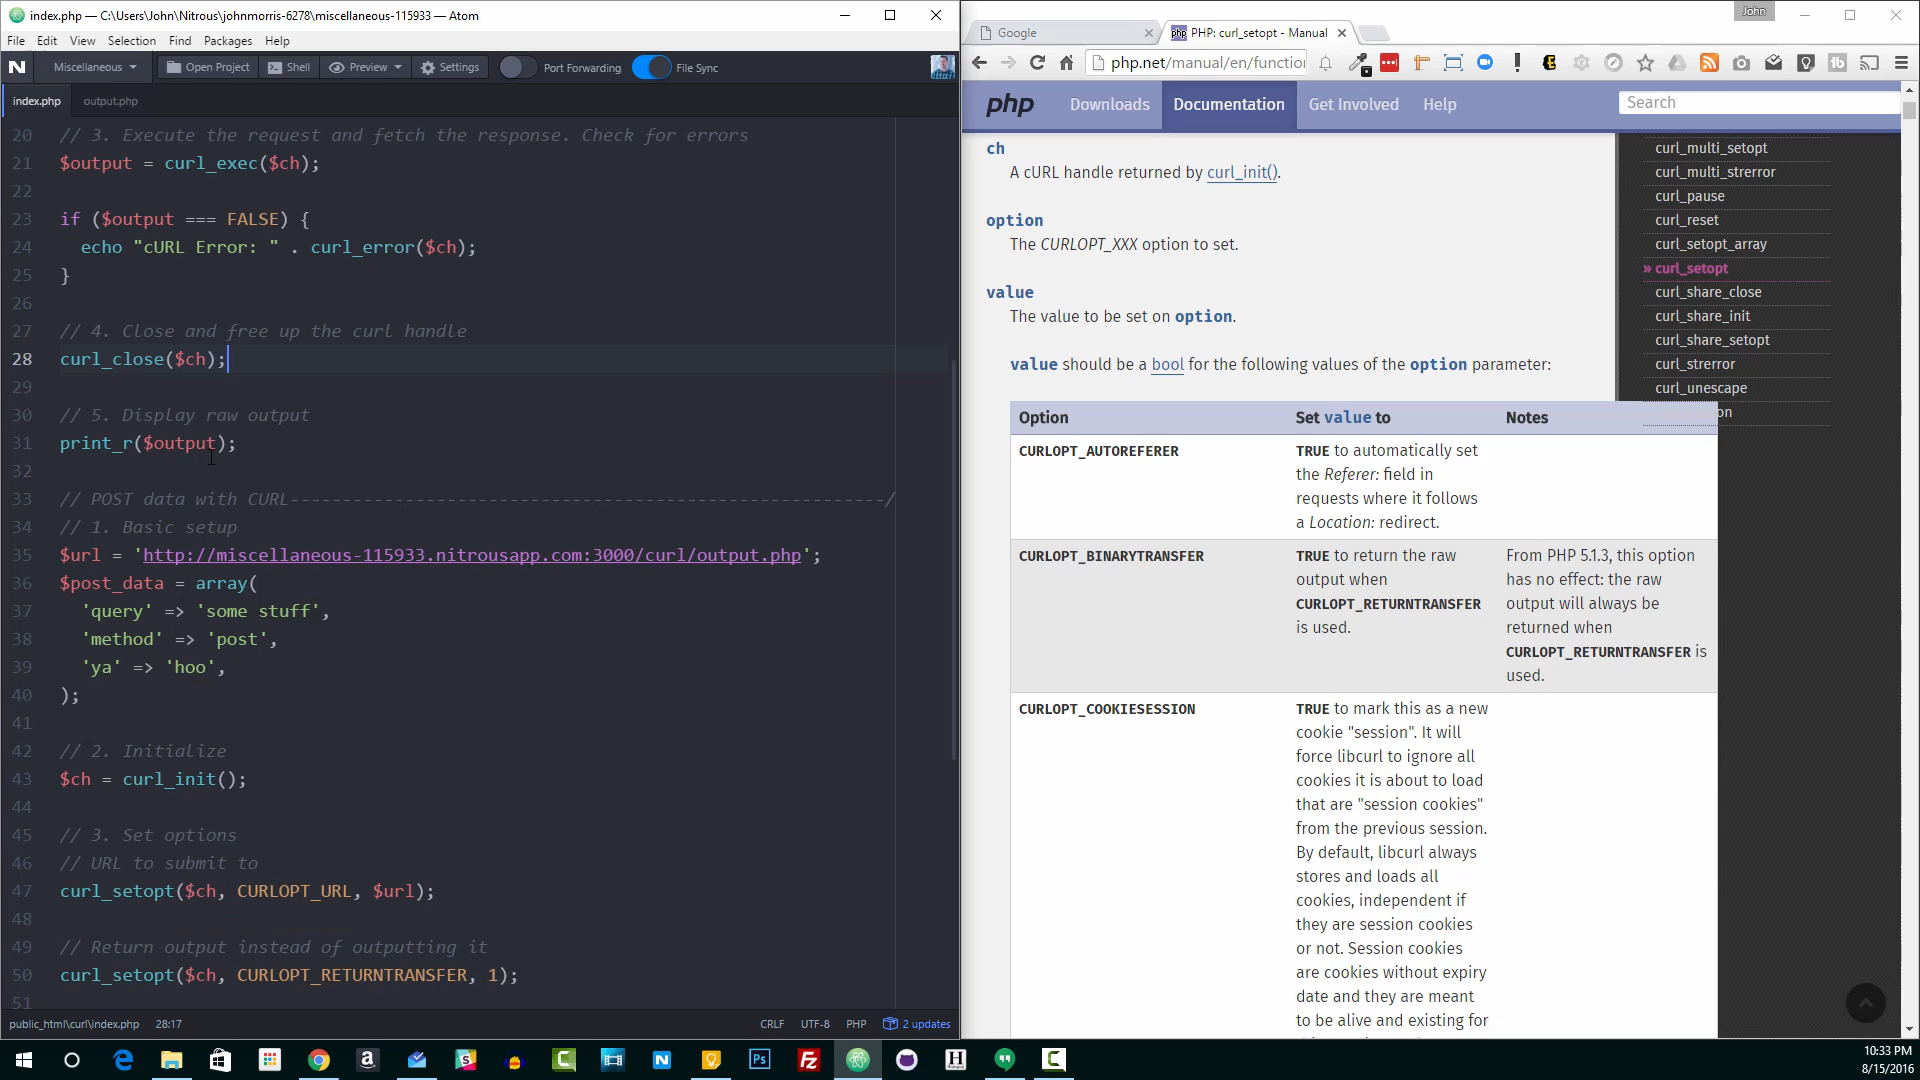 index.php — C:\Users\John\Nitrous\johnmorris-6278\miscellaneous-115933 — Atom
File Edit View Selection Find Packages Help
N Miscellaneous Open Project Shell Preview Settings Port Forwarding File Sync
index.php output.php
20 // 3. Execute the request and fetch the response. Check for errors
21 $output = curl_exec($ch);
22
23 if ($output === FALSE) {
24 echo "cURL Error: " . curl_error($ch);
25 }
26
27 // 4. Close and free up the curl handle
28 curl_close($ch);
29
30 // 5. Display raw output
31 print_r($output);
32
33 // POST data with CURL---------------------------------------------------------/
34 // 1. Basic setup
35 $url = 'http://miscellaneous-115933.nitrousapp.com:3000/curl/output.php';
36 $post_data = array(
37 'query' => 'some stuff',
38 'method' => 'post',
39 'ya' => 'hoo',
40 );
41
42 // 2. Initialize
43 $ch = curl_init();
44
45 // 3. Set options
46 // URL to submit to
47 curl_setopt($ch, CURLOPT_URL, $url);
48
49 // Return output instead of outputting it
50 curl_setopt($ch, CURLOPT_RETURNTRANSFER, 1);
51
public_html\curl\index.php 28:17 CRLF UTF-8 PHP 2 updates
John
Google PHP: curl_setopt - Manual
php.net/manual/en/function
php Downloads Documentation Get Involved Help Search
ch
A cURL handle returned by curl_init().
option
The CURLOPT_XXX option to set.
value
The value to be set on option.
value should be a bool for the following values of the option parameter:
Option Set value to Notes
CURLOPT_AUTOREFERER
TRUE to automatically set
the Referer: field in
requests where it follows
a Location: redirect.
CURLOPT_BINARYTRANSFER
TRUE to return the raw
output when
CURLOPT_RETURNTRANSFER
is used.
From PHP 5.1.3, this option
has no effect: the raw
output will always be
returned when
CURLOPT_RETURNTRANSFER is
used.
CURLOPT_COOKIESESSION
TRUE to mark this as a new
cookie "session". It will
force libcurl to ignore all
cookies it is about to load
that are "session cookies"
from the previous session.
By default, libcurl always
stores and loads all
cookies, independent if
they are session cookies
or not. Session cookies
are cookies without expiry
date and they are meant
to be alive and existing for
curl_multi_setopt
curl_multi_strerror
curl_pause
curl_reset
curl_setopt_array
» curl_setopt
curl_share_close
curl_share_init
curl_share_setopt
curl_strerror
curl_unescape
on
10:33 PM
8/15/2016